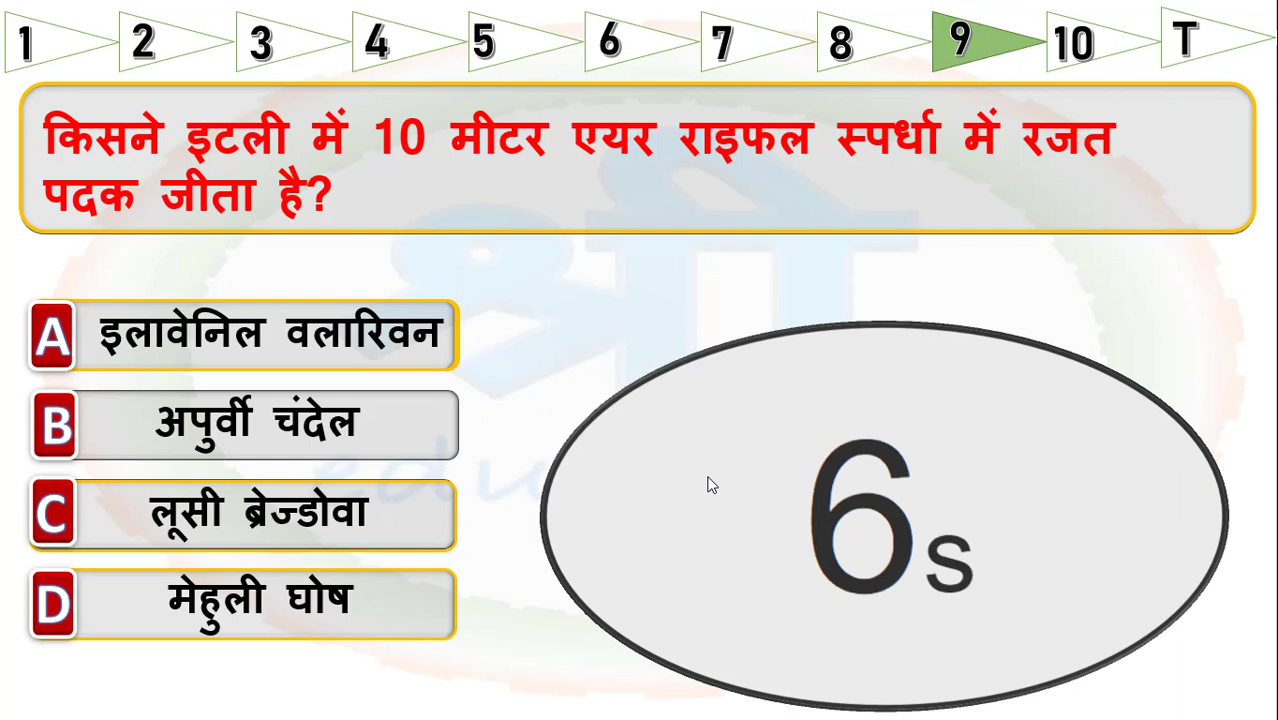 1 2 3 4 5 6 7 8 9 10 T
किसने इटली में 10 मीटर एयर राइफल स्पर्धा में रजत
पदक जीता है?
A इलावेनिल वलारिवन
B अपुर्वी चंदेल
C लूसी ब्रेज्डोवा
D मेहुली घोष
6s
श्री